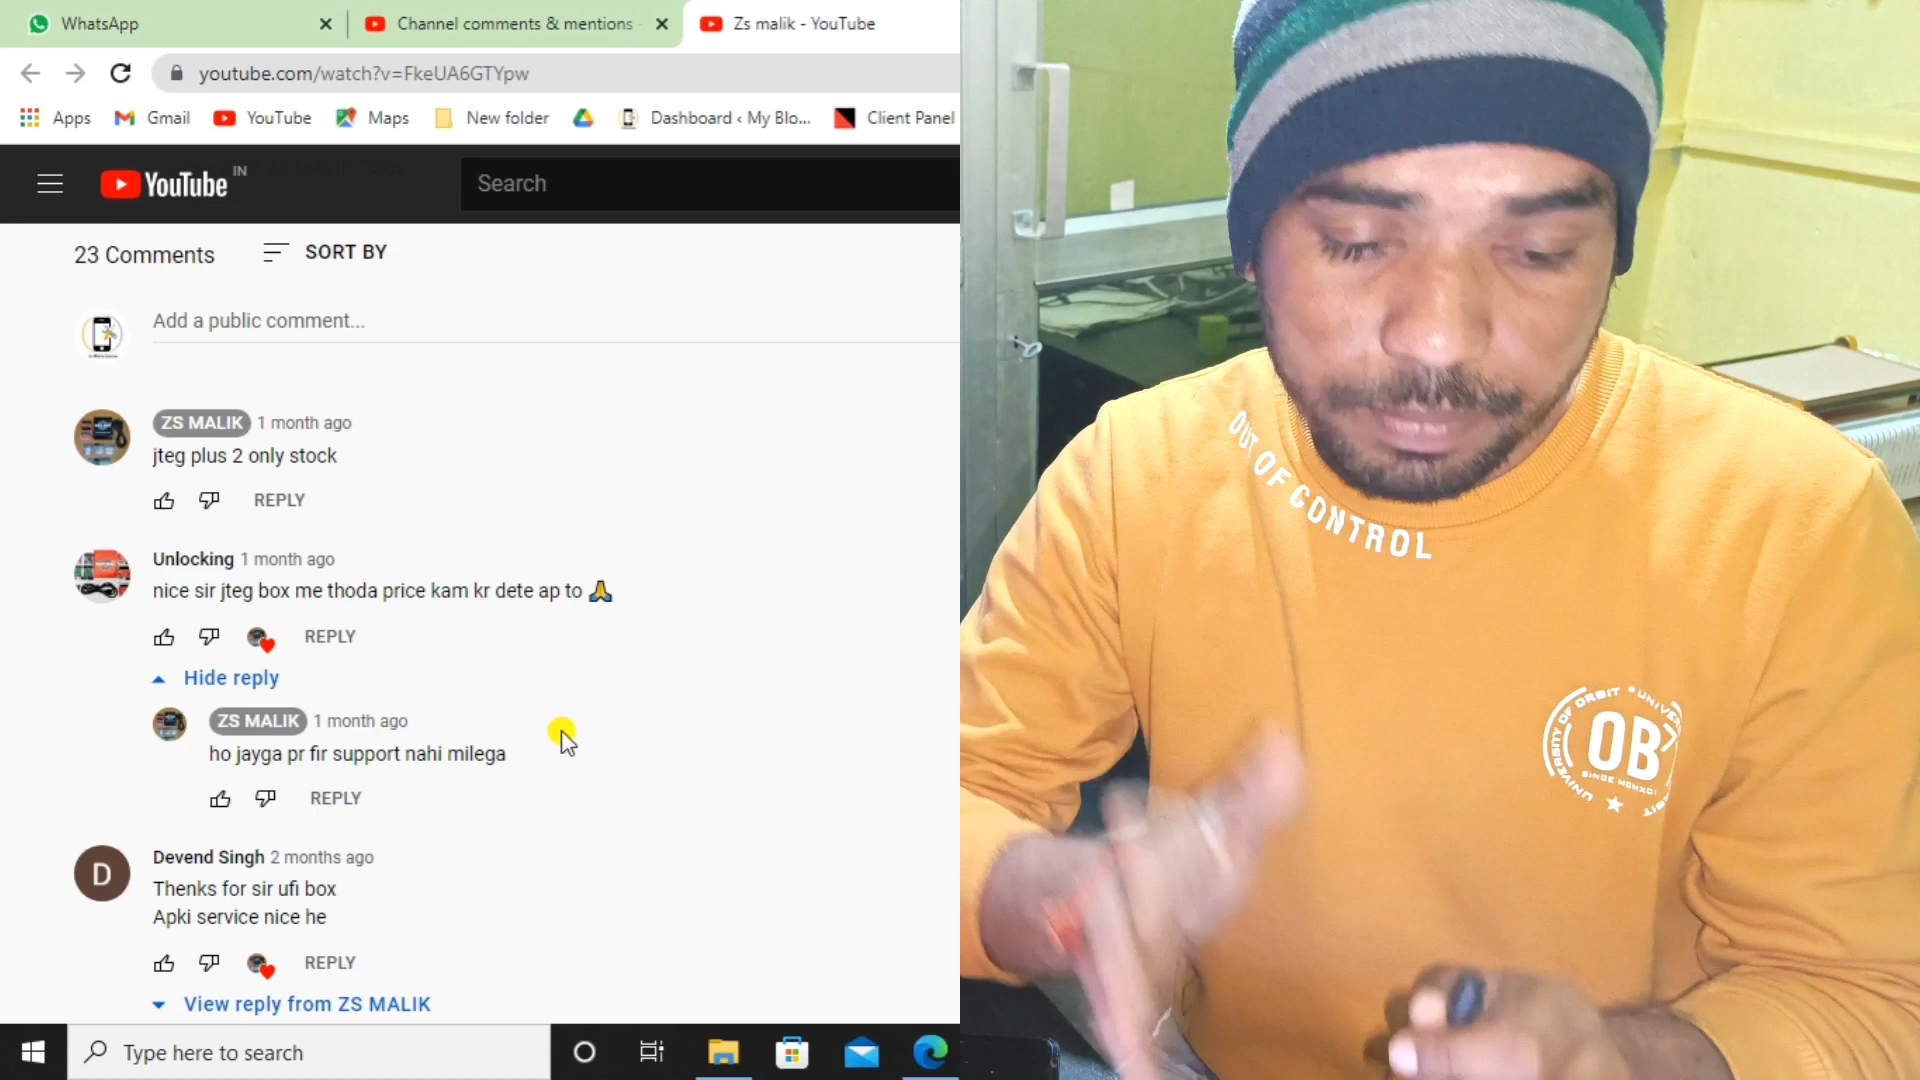 WhatsApp
Channel comments & mentions -
Zs malik - YouTube
youtube.com/watch?v=FkeUA6GTYpw
Apps
Gmail
YouTube
Maps
New folder
Dashboard ‹ My Blo...
Client Panel
YouTube IN
Search
23 Comments
SORT BY
Add a public comment...
ZS MALIK 1 month ago
jteg plus 2 only stock
REPLY
Unlocking 1 month ago
nice sir jteg box me thoda price kam kr dete ap to 🙏
REPLY
Hide reply
ZS MALIK 1 month ago
ho jayga pr fir support nahi milega
REPLY
D
Devend Singh 2 months ago
Thenks for sir ufi box
Apki service nice he
REPLY
View reply from ZS MALIK
Type here to search
OUT OF CONTROL
UNIVERSITY OF ORBIT
OB
SINCE MCMXCI